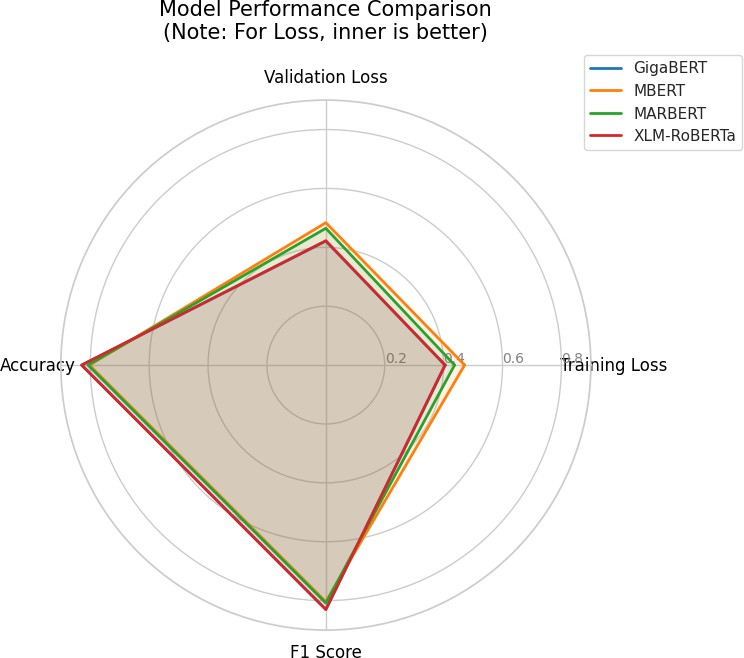 Model Performance Comparison
(Note: For Loss, inner is better)
GigaBERT
MBERT
MARBERT
XLM-RoBERTa
Validation Loss
Accuracy
0.2
0.4
0.6
0.8
Training Loss
F1 Score